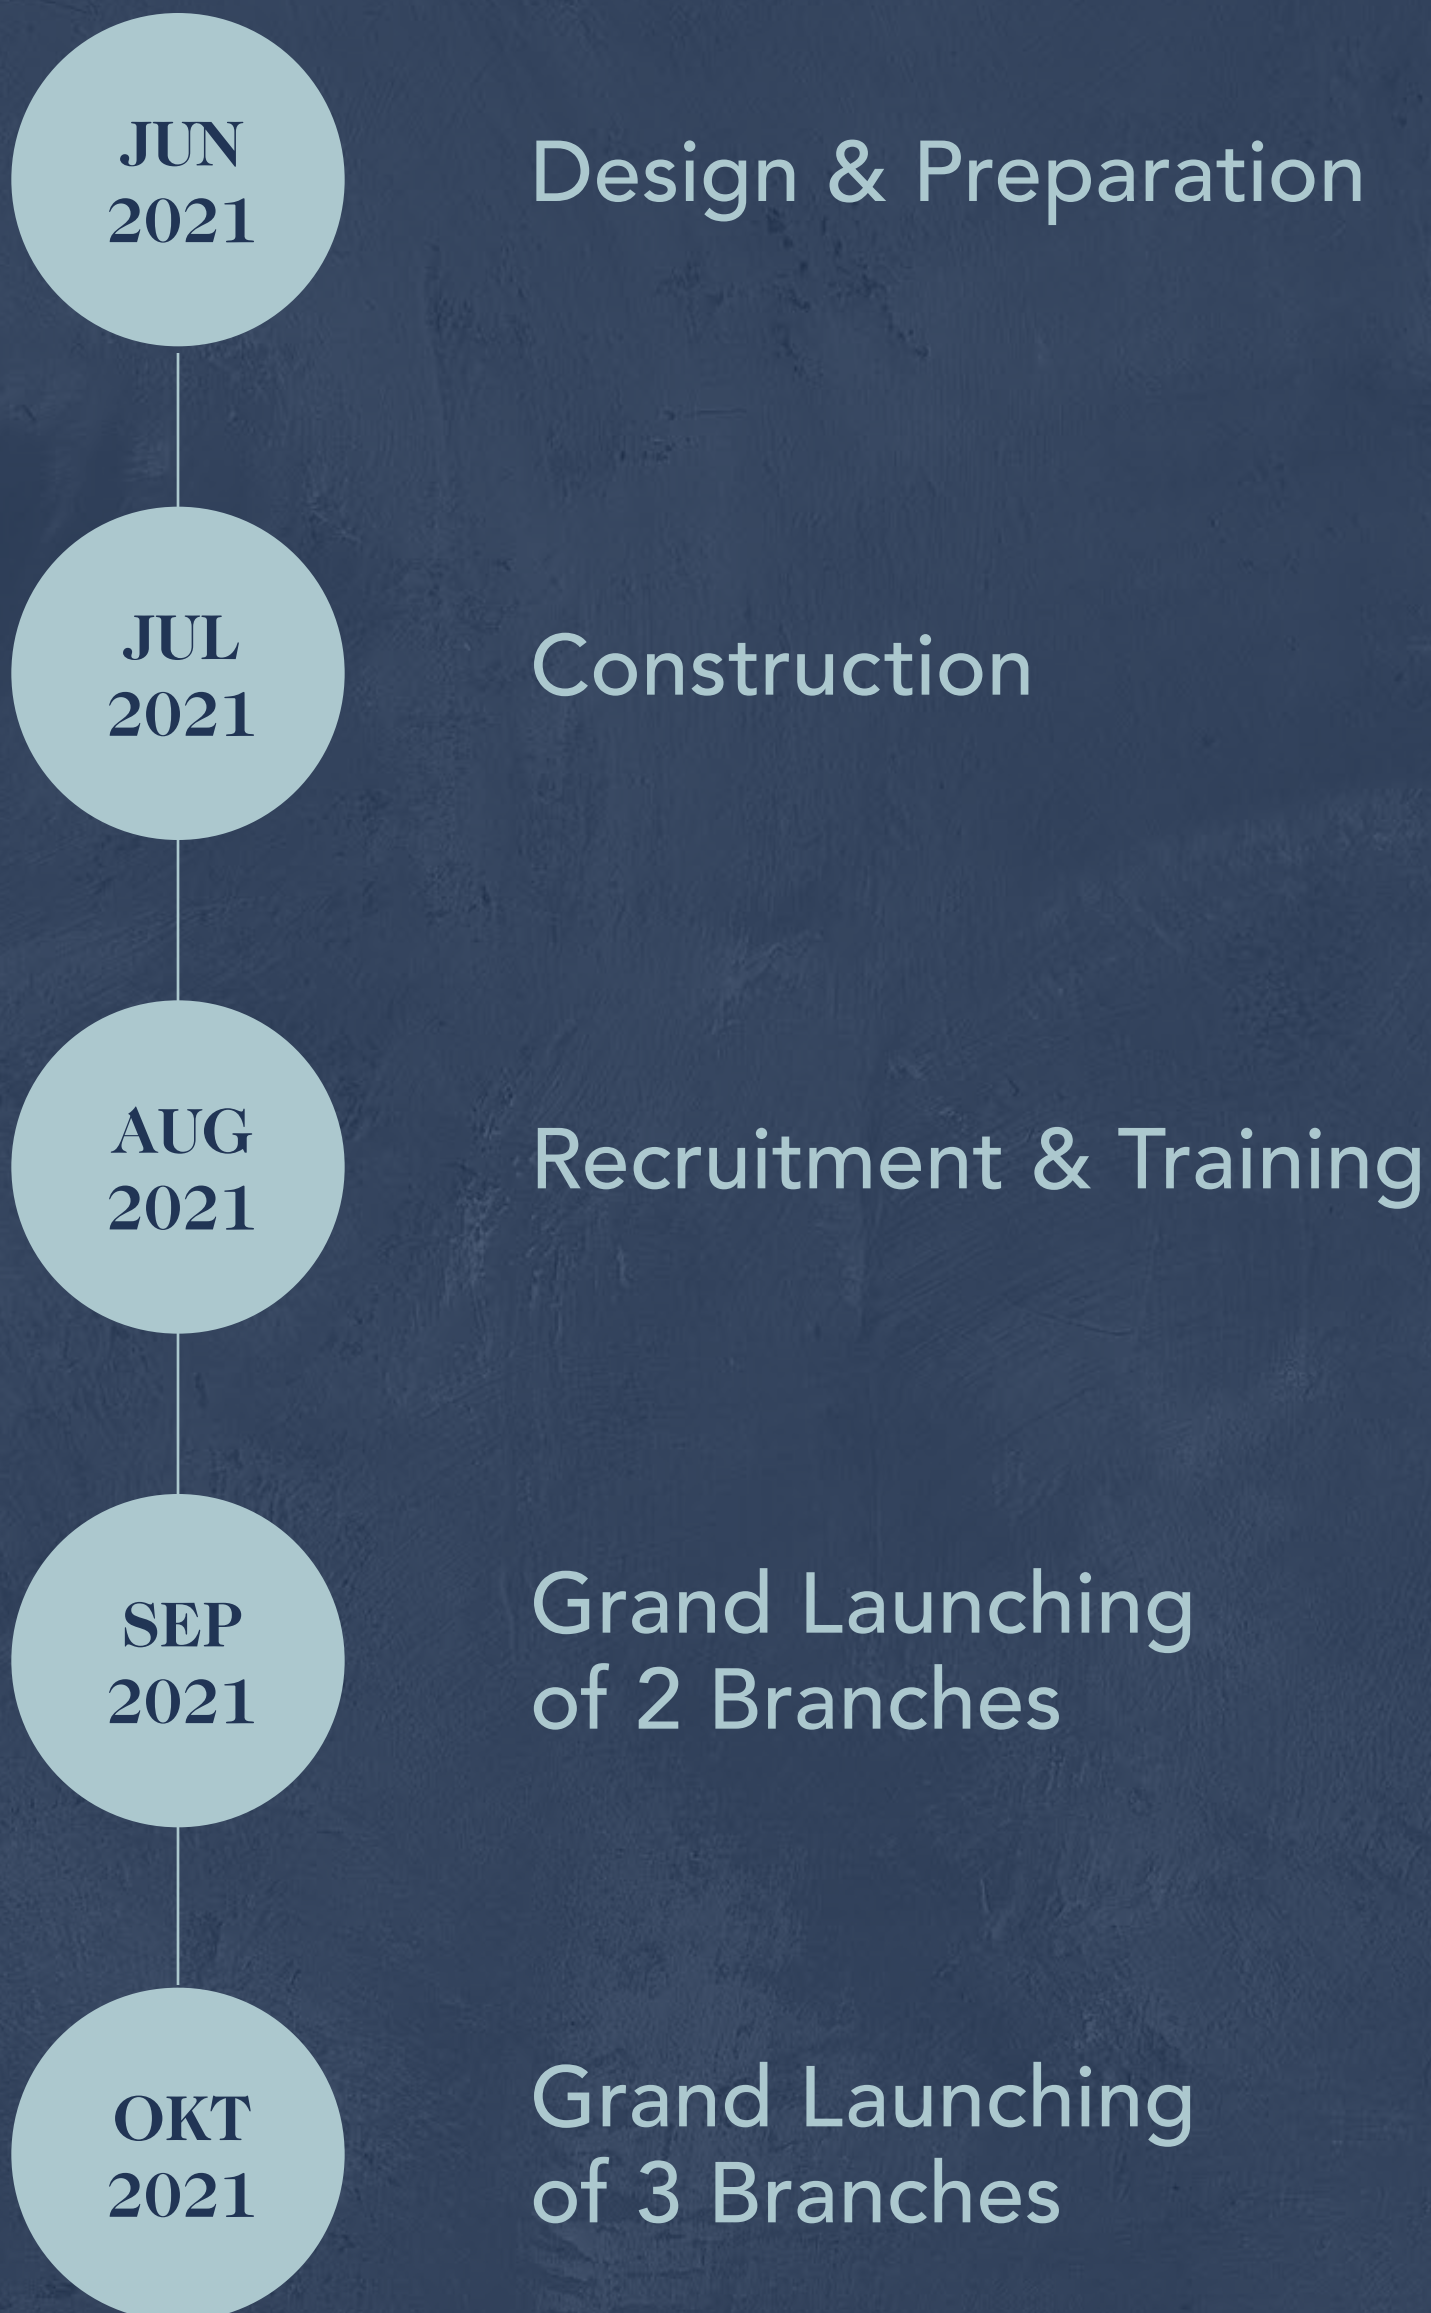 JUN
2021
Design & Preparation
JUL
2021
Construction
AUG
2021
Recruitment & Training
SEP
2021
Grand Launching
of 2 Branches
OKT
2021
Grand Launching
of 3 Branches